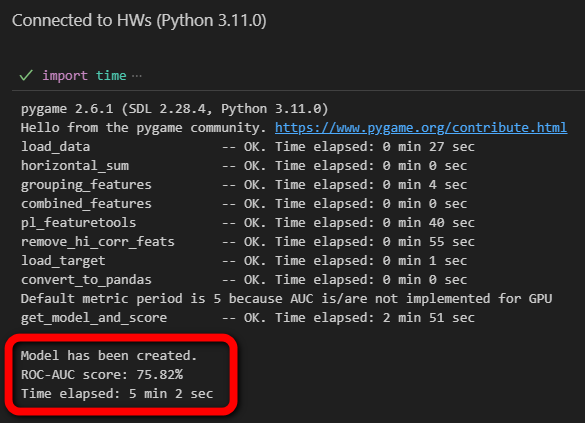 Connected to HWs (Python 3.11.0)
import time ···
pygame 2.6.1 (SDL 2.28.4, Python 3.11.0)
Hello from the pygame community. https://www.pygame.org/contribute.html
load_data -- OK. Time elapsed: 0 min 27 sec
horizontal_sum -- OK. Time elapsed: 0 min 0 sec
grouping_features -- OK. Time elapsed: 0 min 4 sec
combined_features -- OK. Time elapsed: 0 min 0 sec
pl_featuretools -- OK. Time elapsed: 0 min 40 sec
remove_hi_corr_feats -- OK. Time elapsed: 0 min 55 sec
load_target -- OK. Time elapsed: 0 min 1 sec
convert_to_pandas -- OK. Time elapsed: 0 min 0 sec
Default metric period is 5 because AUC is/are not implemented for GPU
get_model_and_score -- OK. Time elapsed: 2 min 51 sec
Model has been created.
ROC-AUC score: 75.82%
Time elapsed: 5 min 2 sec